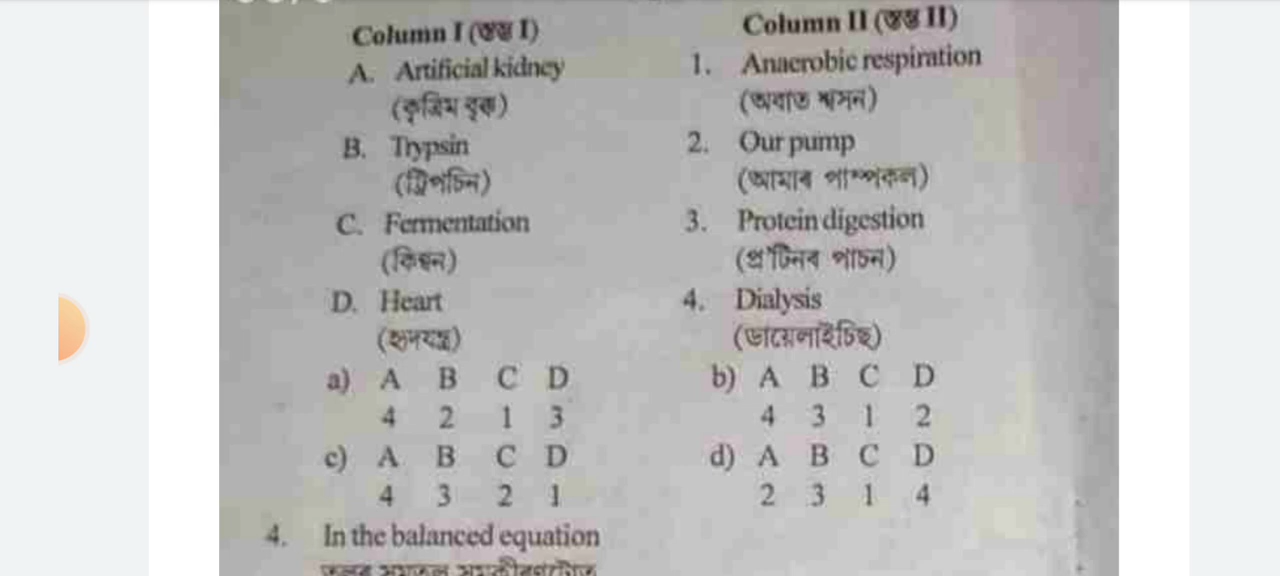 Column I (স্তম্ভ I)
Column II (স্তম্ভ II)
A. Artificial kidney
(কৃত্ৰিম বৃক্ক)
B. Trypsin
(ট্ৰিপচিন)
C. Fermentation
(কিণ্বন)
D. Heart
(হৃদযন্ত্ৰ)
1. Anaerobic respiration
(অবাত শ্বসন)
2. Our pump
(আমাৰ পাম্পকল)
3. Protein digestion
(প্ৰ'টিনৰ পাচন)
4. Dialysis
(ডায়েলাইচিছ)
a) A B C D
4 2 1 3
b) A B C D
4 3 1 2
c) A B C D
4 3 2 1
d) A B C D
2 3 1 4
4. In the balanced equation